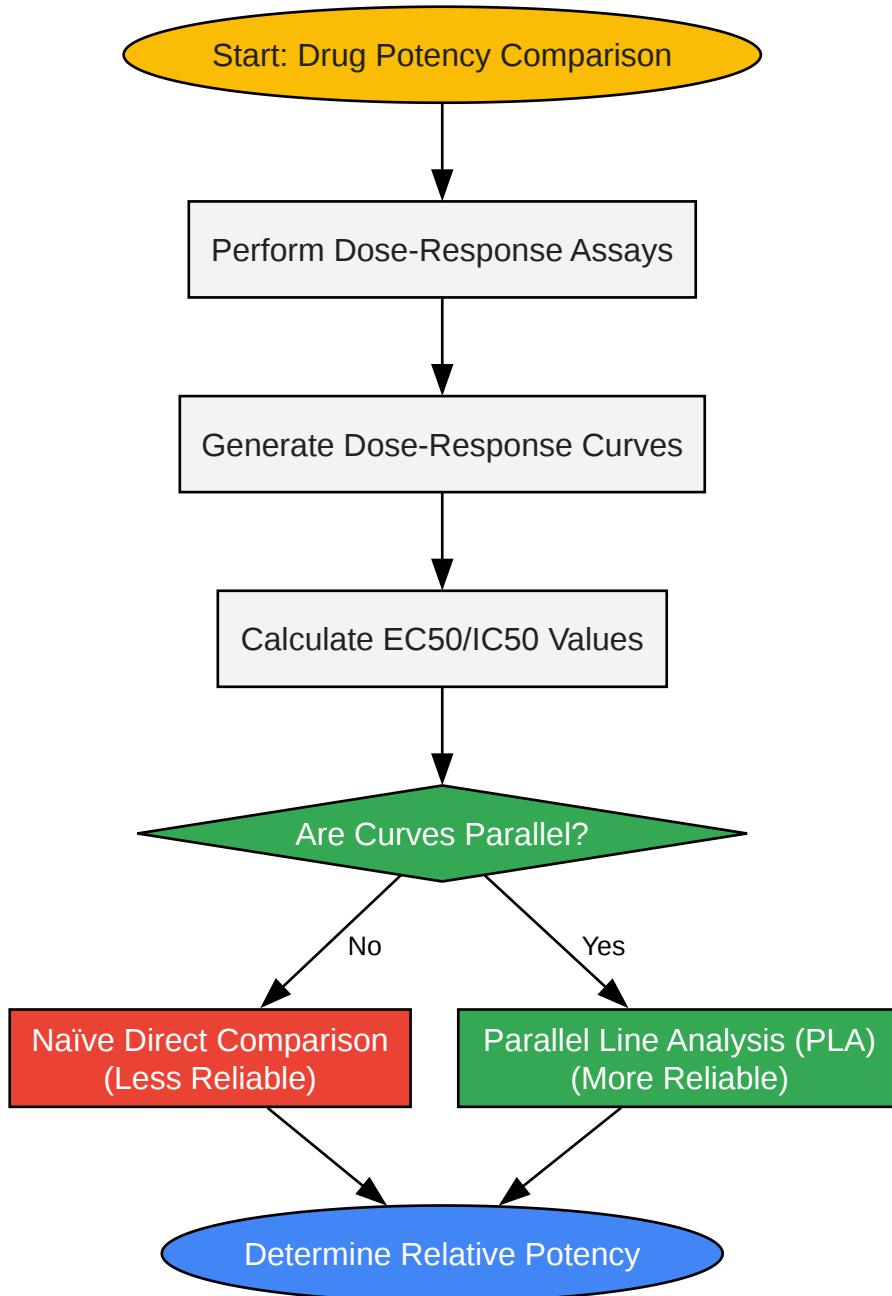 Start: Drug Potency Comparison
Perform Dose-Response Assays
Generate Dose-Response Curves
Calculate EC50/IC50 Values
Are Curves Parallel?
No
Yes
Naïve Direct Comparison
(Less Reliable)
Parallel Line Analysis (PLA)
(More Reliable)
Determine Relative Potency